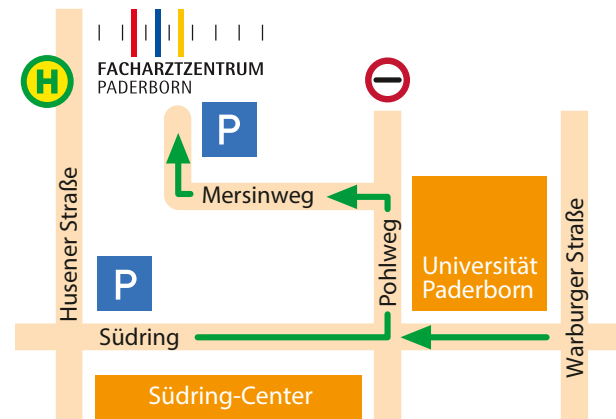 H
FACHARZTZENTRUM
PADERBORN
P
Mersinweg
Husener Straße
Pohlweg
Universität
Paderborn
Warburger Straße
P
Südring
Südring-Center